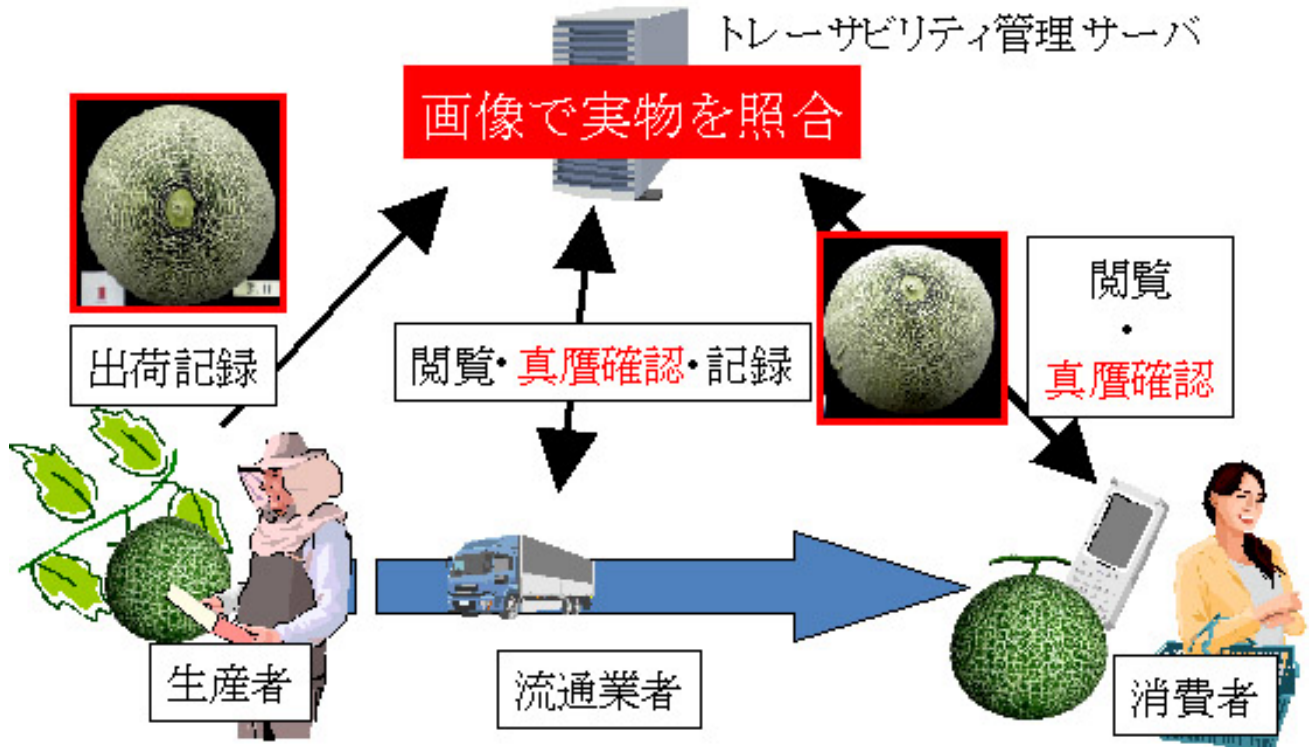 トレーサビリティ管理サーバ
画像で実物を照合
出荷記録
閲覧・真贋確認・記録
閲覧
・
真贋確認
生産者
流通業者
消費者